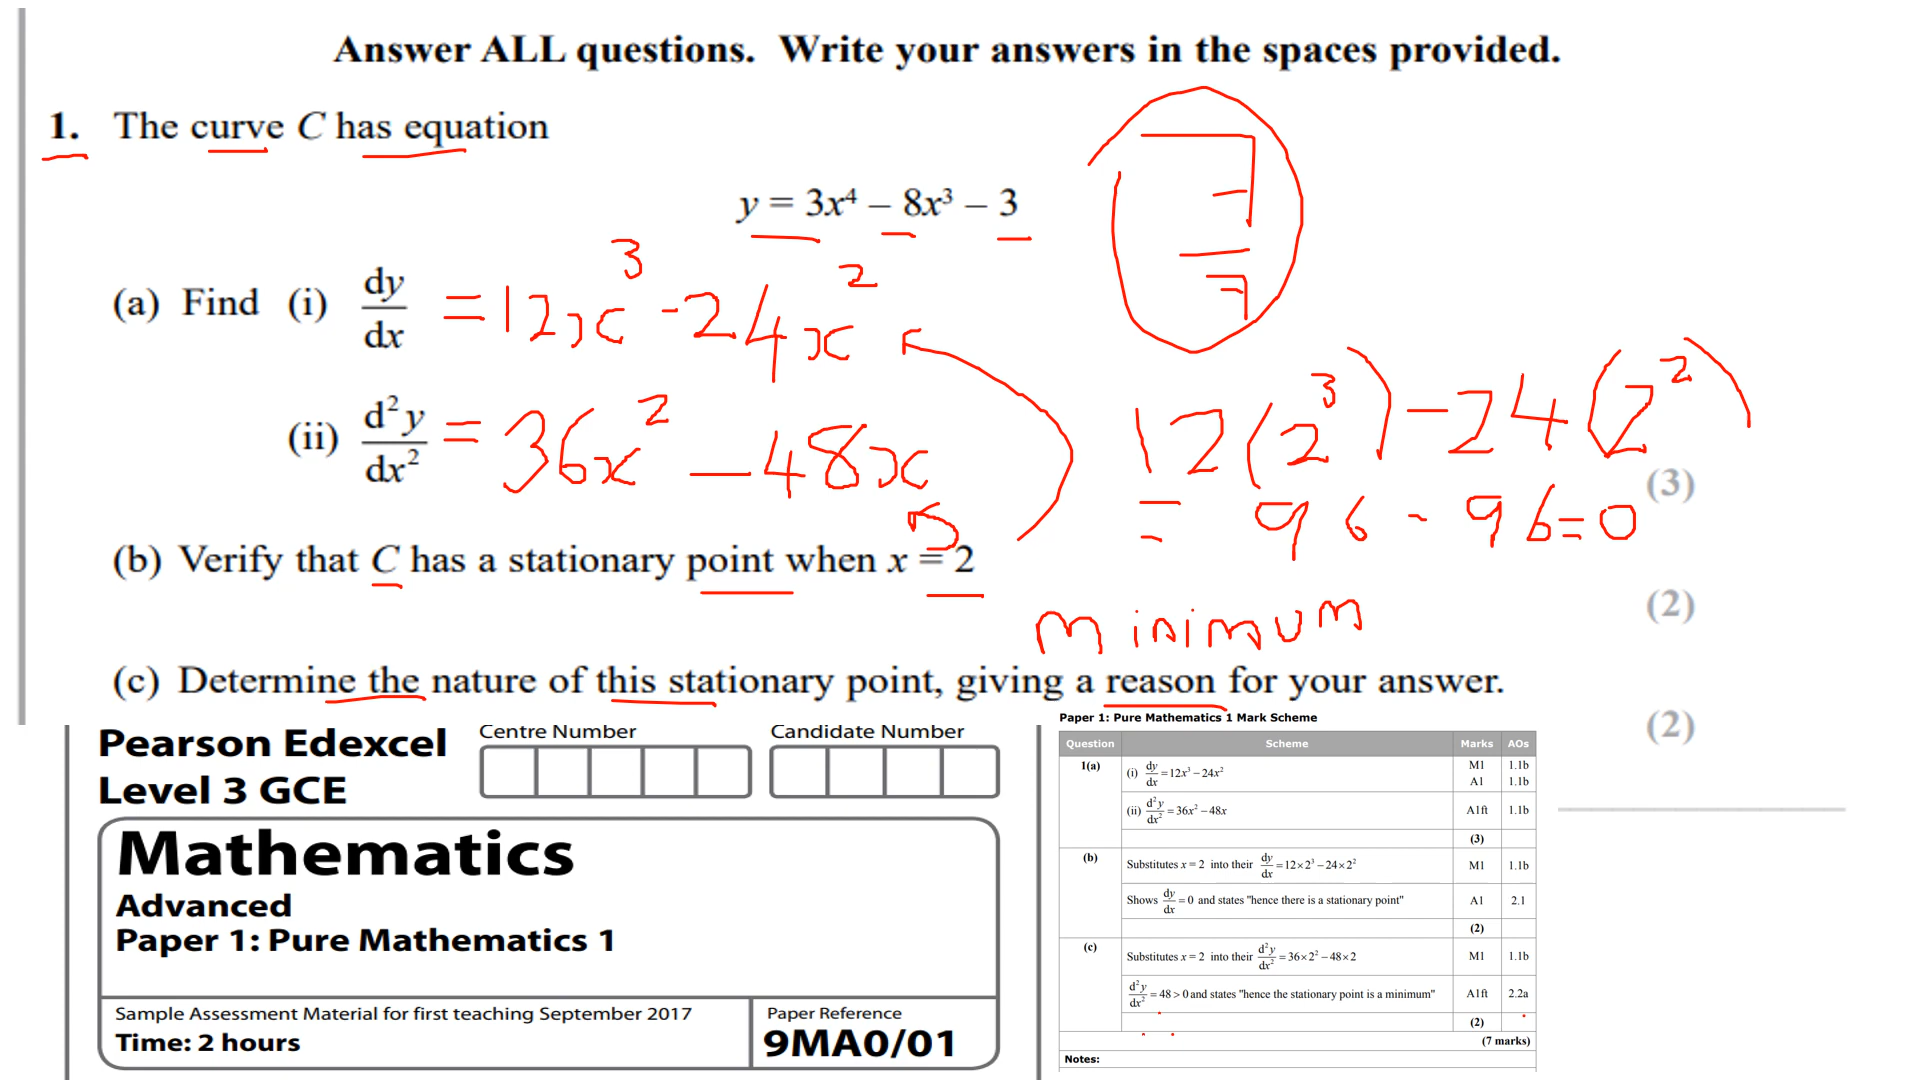 Answer ALL questions. Write your answers in the spaces provided.
1. The curve C has equation
y = 3x⁴ – 8x³ – 3
7
7
(a) Find (i) dy/dx = 12x³ - 24x²
(ii) d²y/dx² = 36x² – 48x
12(2³) – 24(2²)
(3)
= 96 - 96 = 0
(b) Verify that C has a stationary point when x = 2
(2)
minimum
(c) Determine the nature of this stationary point, giving a reason for your answer.
(2)
Pearson Edexcel
Level 3 GCE
Centre Number
Candidate Number
Mathematics
Advanced
Paper 1: Pure Mathematics 1
Sample Assessment Material for first teaching September 2017
Time: 2 hours
Paper Reference
9MA0/01
Paper 1: Pure Mathematics 1 Mark Scheme
Question Scheme Marks AOs
1(a) (i) dy/dx = 12x³ – 24x² M1 1.1b
A1 1.1b
(ii) d²y/dx² = 36x² – 48x A1ft 1.1b
(3)
(b) Substitutes x = 2 into their dy/dx = 12×2³ – 24×2² M1 1.1b
Shows dy/dx = 0 and states "hence there is a stationary point" A1 2.1
(2)
(c) Substitutes x = 2 into their d²y/dx² = 36×2² – 48×2 M1 1.1b
d²y/dx² = 48 > 0 and states "hence the stationary point is a minimum" A1ft 2.2a
(2)
(7 marks)
Notes: